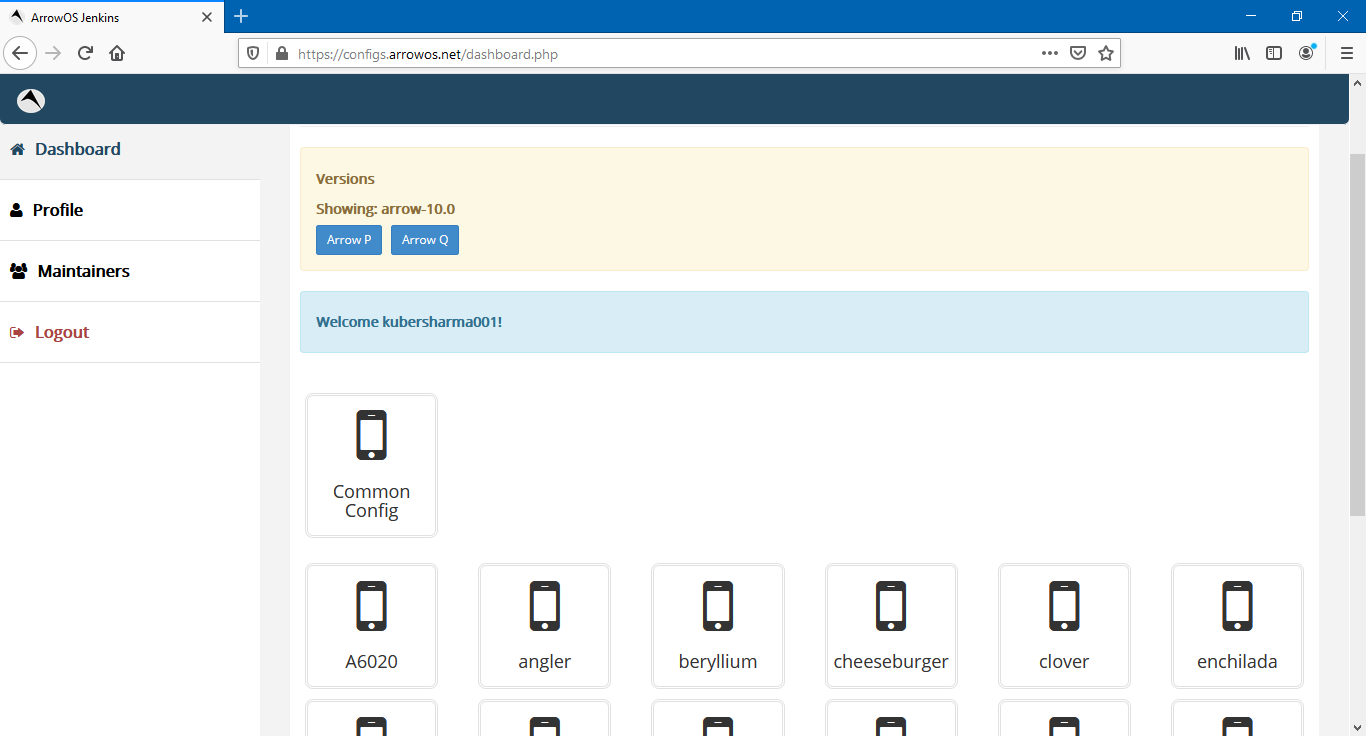 ArrowOS Jenkins
https://configs.arrowos.net/dashboard.php
Dashboard
Profile
Maintainers
Logout
Versions
Showing: arrow-10.0
Arrow P Arrow Q
Welcome kubersharma001!
Common
Config
A6020 angler beryllium cheeseburger clover enchilada